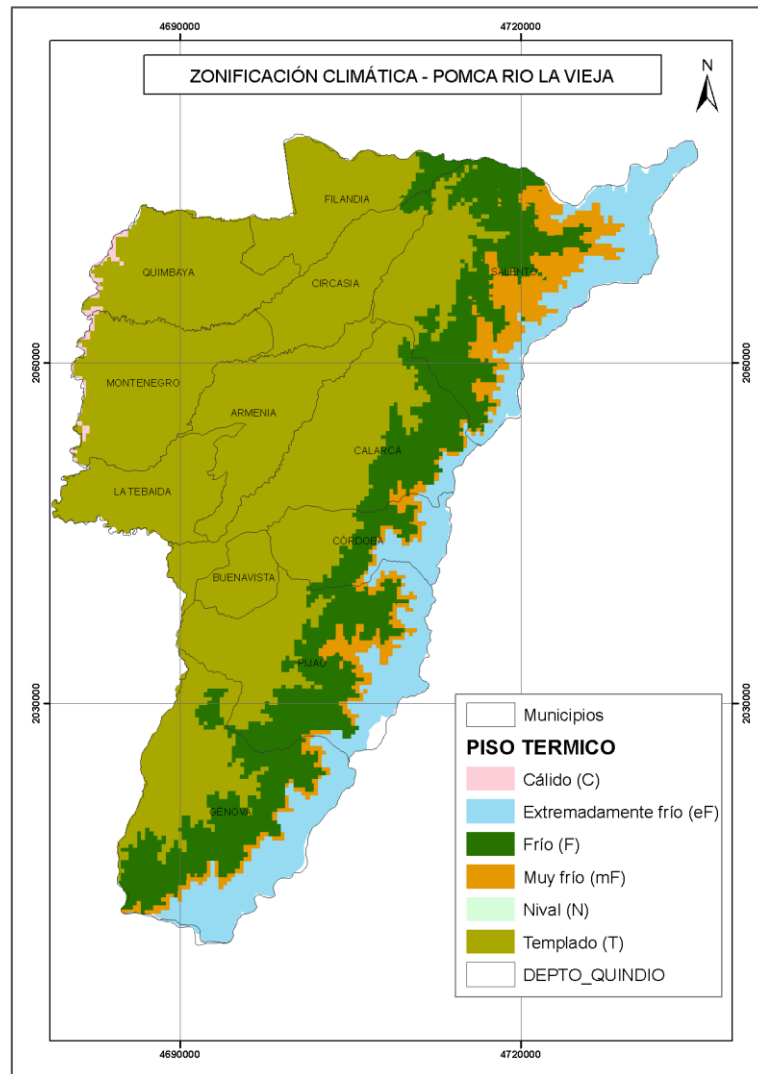 4690000
4720000
ZONIFICACIÓN CLIMÁTICA - POMCA RIO LA VIEJA
N
FILANDIA
QUIMBAYA
SALENTO
CIRCASIA
2060000
2060000
MONTENEGRO
ARMENIA
CALARCÁ
LA TEBAIDA
CÓRDOBA
BUENAVISTA
PIJAO
2030000
2030000
GÉNOVA
Municipios
PISO TERMICO
Cálido (C)
Extremadamente frío (eF)
Frío (F)
Muy frío (mF)
Nival (N)
Templado (T)
DEPTO_QUINDIO
4690000
4720000